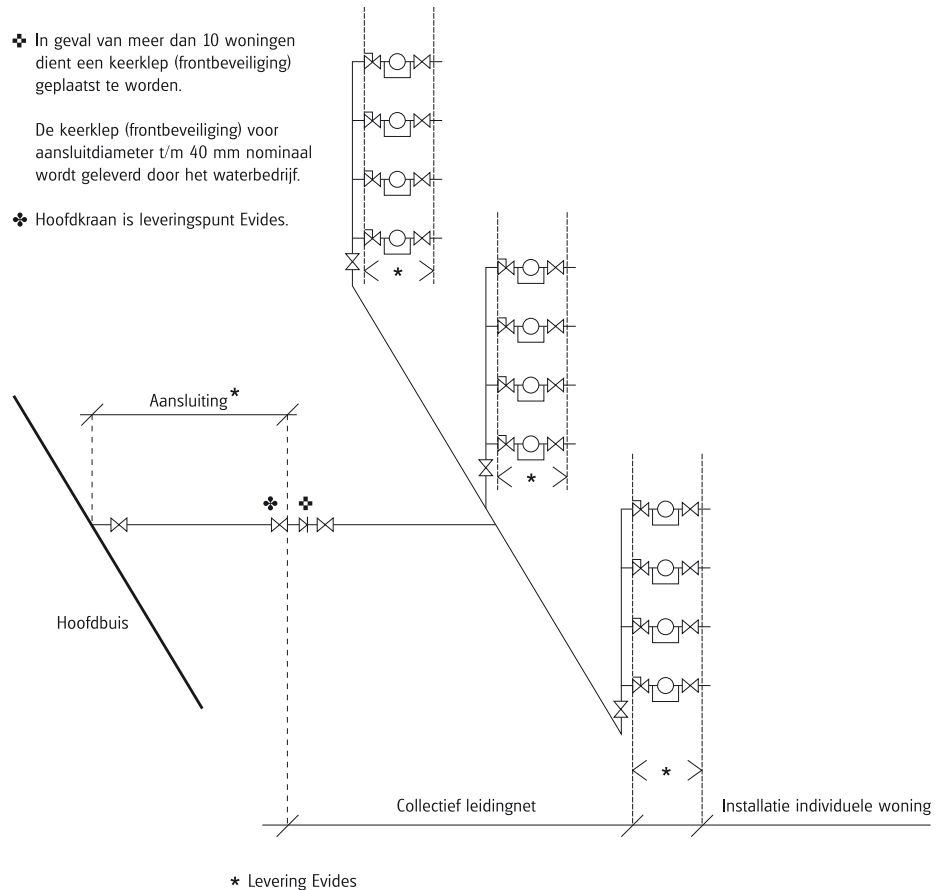 ✤ In geval van meer dan 10 woningen
dient een keerklep (frontbeveiliging)
geplaatst te worden.
De keerklep (frontbeveiliging) voor
aansluitdiameter t/m 40 mm nominaal
wordt geleverd door het waterbedrijf.
✤ Hoofdkraan is leveringspunt Evides.
*
*
Aansluiting*
Hoofdbuis
*
Collectief leidingnet
Installatie individuele woning
* Levering Evides